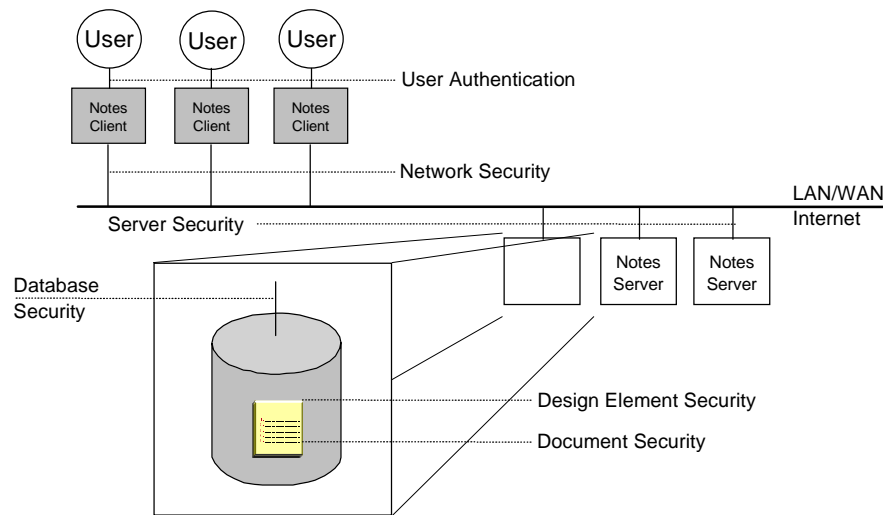 User User User
User Authentication
Notes Client
Notes Client
Notes Client
Network Security
LAN/WAN
Internet
Server Security
Notes Server
Notes Server
Database Security
Design Element Security
Document Security